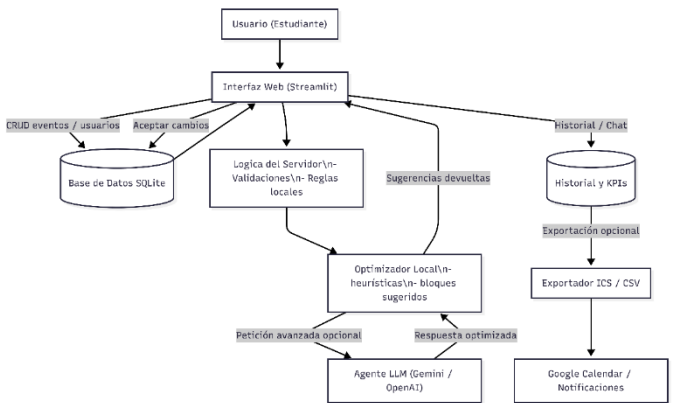 Usuario (Estudiante)
Interfaz Web (Streamlit)
CRUD eventos / usuarios
Aceptar cambios
Historial / Chat
Base de Datos SQLite
Logica del Servidor\n-
Validaciones\n- Reglas
locales
Sugerencias devueltas
Historial y KPIs
Exportación opcional
Optimizador Local\n-
heurísticas\n- bloques
sugeridos
Exportador ICS / CSV
Petición avanzada opcional
Respuesta optimizada
Agente LLM (Gemini /
OpenAI)
Google Calendar /
Notificaciones